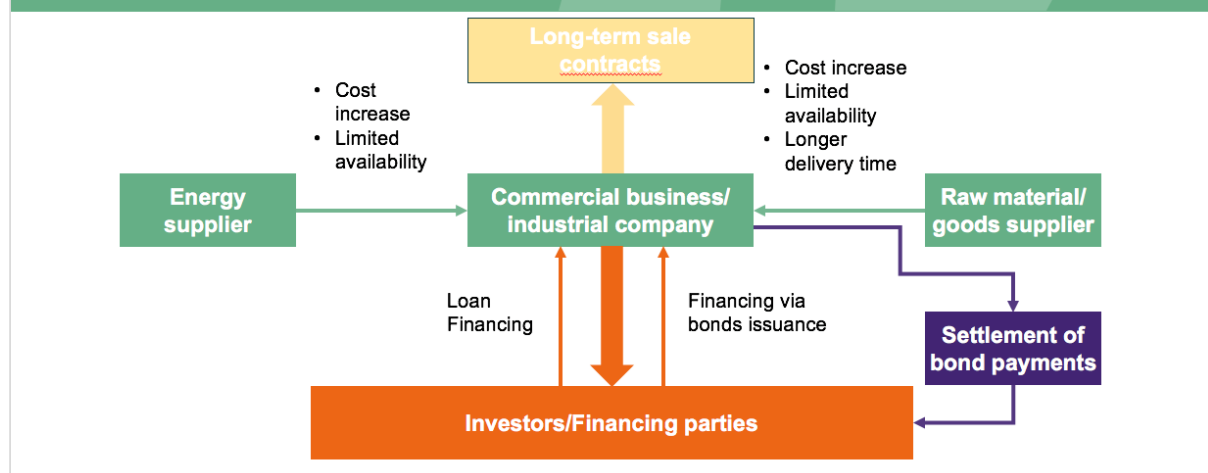 Long-term sale
contracts
• Cost
increase
• Limited
availability
• Cost increase
• Limited
availability
• Longer
delivery time
Energy
supplier
Commercial business/
industrial company
Raw material/
goods supplier
Loan
Financing
Financing via
bonds issuance
Settlement of
bond payments
Investors/Financing parties